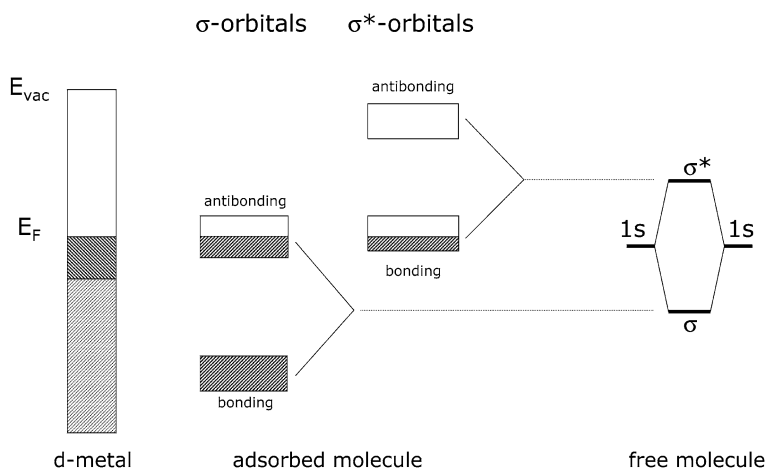 σ-orbitals σ*-orbitals
E_vac
antibonding
σ*
antibonding
E_F
1s 1s
bonding
σ
bonding
d-metal adsorbed molecule free molecule